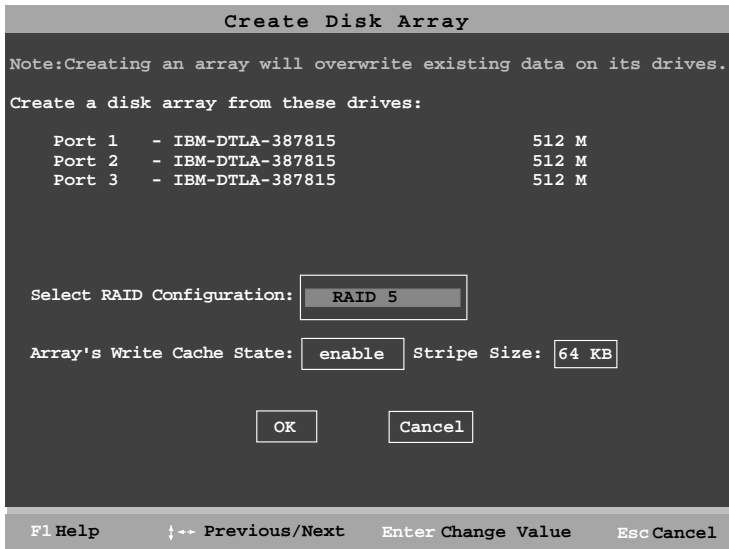 Create Disk Array
Note:Creating an array will overwrite existing data on its drives.
Create a disk array from these drives:
Port 1 - IBM-DTLA-387815 512 M
Port 2 - IBM-DTLA-387815 512 M
Port 3 - IBM-DTLA-387815 512 M
Select RAID Configuration: RAID 5
Array's Write Cache State: enable Stripe Size: 64 KB
OK Cancel
F1 Help Previous/Next Enter Change Value Esc Cancel